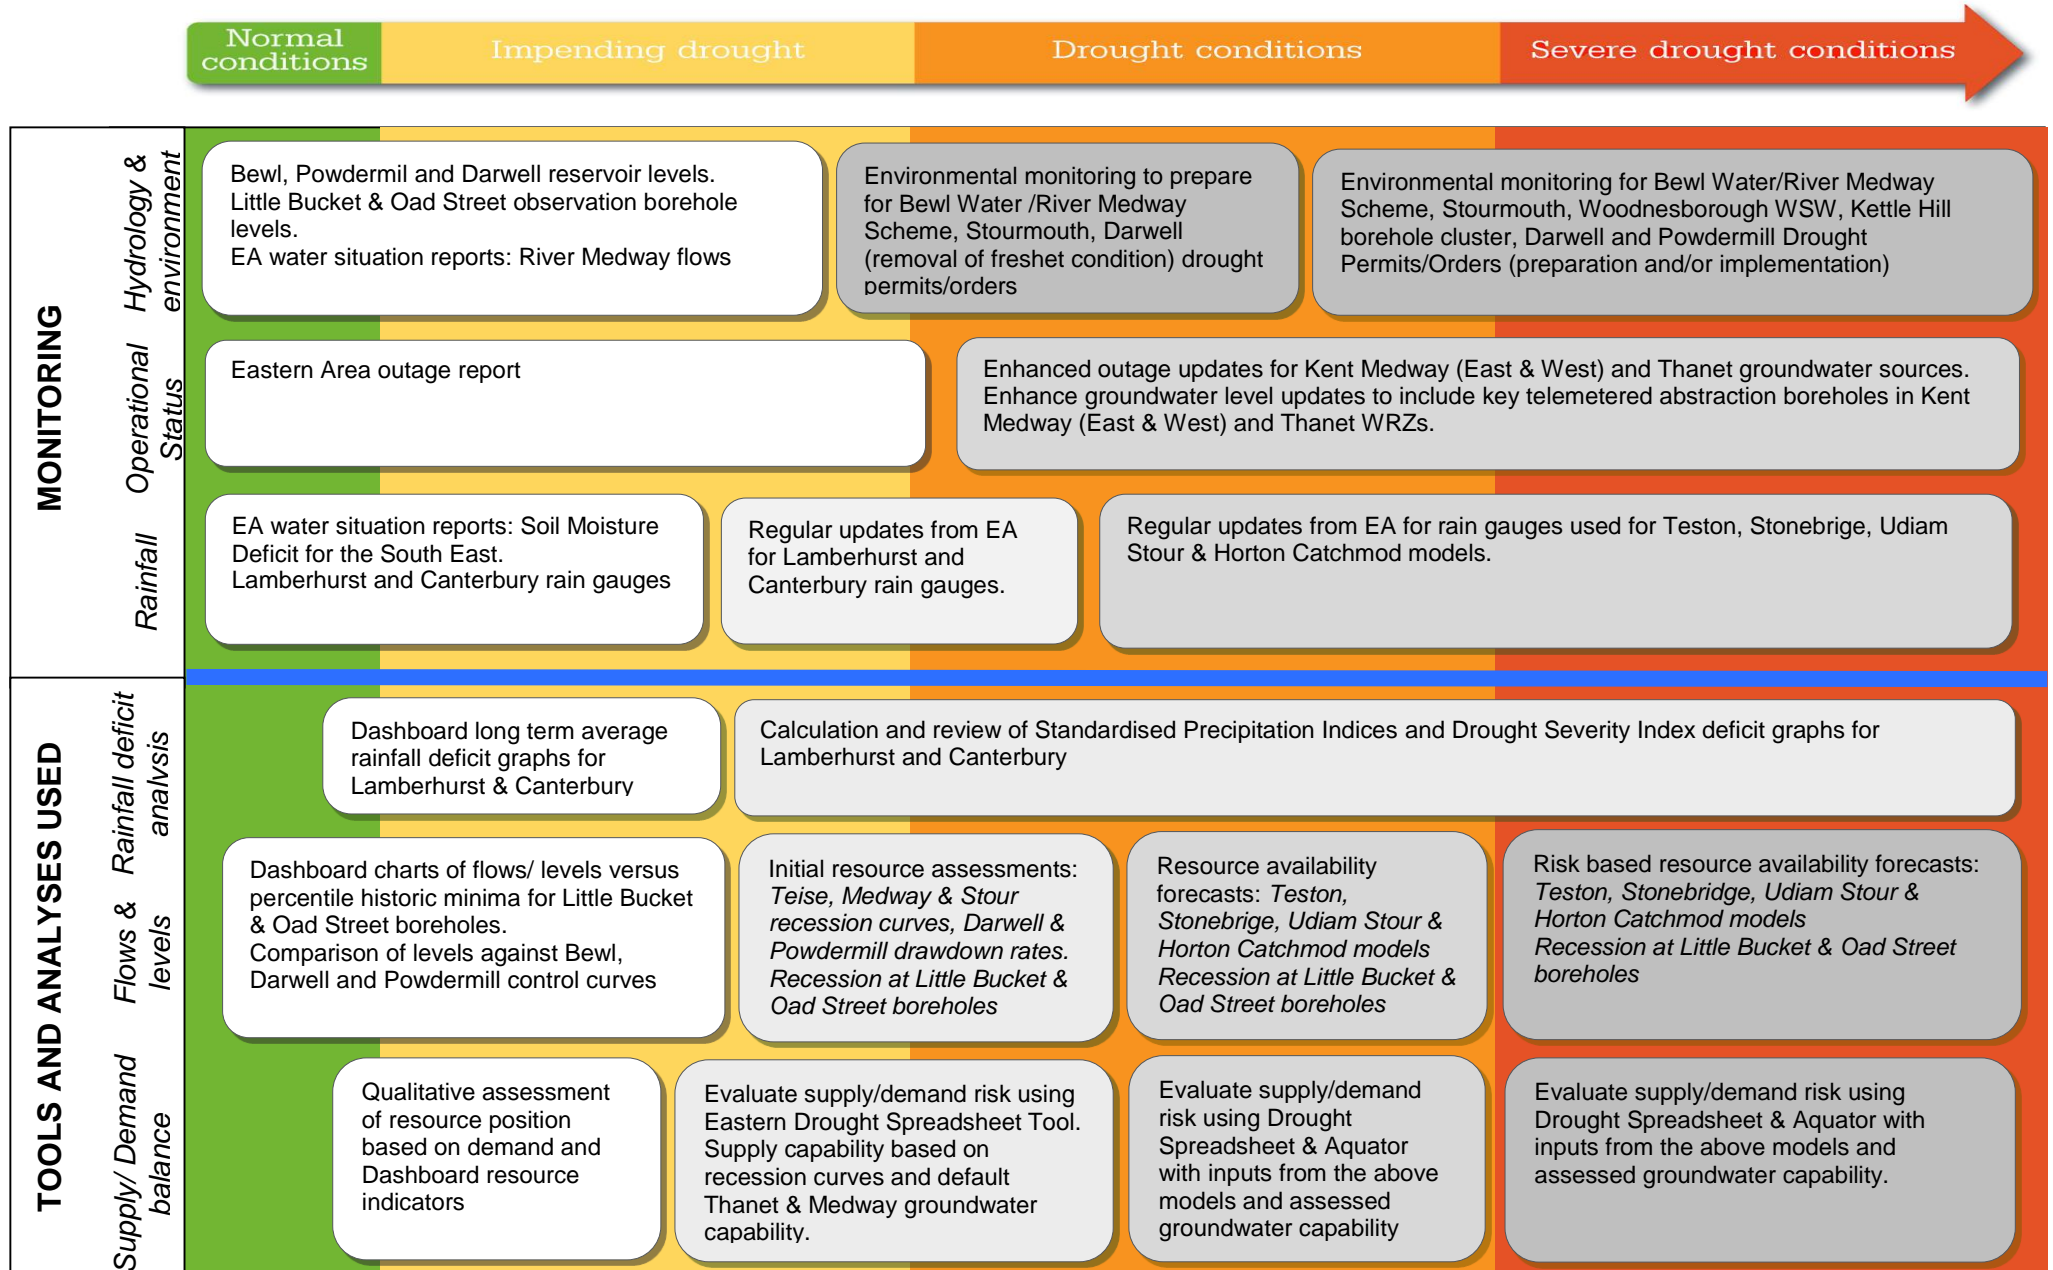 Normal
conditions
Impending drought
Drought conditions
Severe drought conditions
MONITORING
Hydrology &
environment
Bewl, Powdermil and Darwell reservoir levels.
Little Bucket & Oad Street observation borehole
levels.
EA water situation reports: River Medway flows
Environmental monitoring to prepare
for Bewl Water /River Medway
Scheme, Stourmouth, Darwell
(removal of freshet condition) drought
permits/orders
Environmental monitoring for Bewl Water/River Medway
Scheme, Stourmouth, Woodnesborough WSW, Kettle Hill
borehole cluster, Darwell and Powdermill Drought
Permits/Orders (preparation and/or implementation)
Operational
Status
Eastern Area outage report
Enhanced outage updates for Kent Medway (East & West) and Thanet groundwater sources.
Enhance groundwater level updates to include key telemetered abstraction boreholes in Kent
Medway (East & West) and Thanet WRZs.
Rainfall
EA water situation reports: Soil Moisture
Deficit for the South East.
Lamberhurst and Canterbury rain gauges
Regular updates from EA
for Lamberhurst and
Canterbury rain gauges.
Regular updates from EA for rain gauges used for Teston, Stonebrige, Udiam
Stour & Horton Catchmod models.
TOOLS AND ANALYSES USED
Rainfall deficit
analysis
Dashboard long term average
rainfall deficit graphs for
Lamberhurst & Canterbury
Calculation and review of Standardised Precipitation Indices and Drought Severity Index deficit graphs for
Lamberhurst and Canterbury
Flows &
levels
Dashboard charts of flows/ levels versus
percentile historic minima for Little Bucket
& Oad Street boreholes.
Comparison of levels against Bewl,
Darwell and Powdermill control curves
Initial resource assessments:
Teise, Medway & Stour
recession curves, Darwell &
Powdermill drawdown rates.
Recession at Little Bucket &
Oad Street boreholes
Resource availability
forecasts: Teston,
Stonebrige, Udiam Stour &
Horton Catchmod models
Recession at Little Bucket &
Oad Street boreholes
Risk based resource availability forecasts:
Teston, Stonebridge, Udiam Stour &
Horton Catchmod models
Recession at Little Bucket & Oad Street
boreholes
Supply/ Demand
balance
Qualitative assessment
of resource position
based on demand and
Dashboard resource
indicators
Evaluate supply/demand risk using
Eastern Drought Spreadsheet Tool.
Supply capability based on
recession curves and default
Thanet & Medway groundwater
capability.
Evaluate supply/demand
risk using Drought
Spreadsheet & Aquator
with inputs from the above
models and assessed
groundwater capability
Evaluate supply/demand risk using
Drought Spreadsheet & Aquator with
inputs from the above models and
assessed groundwater capability.